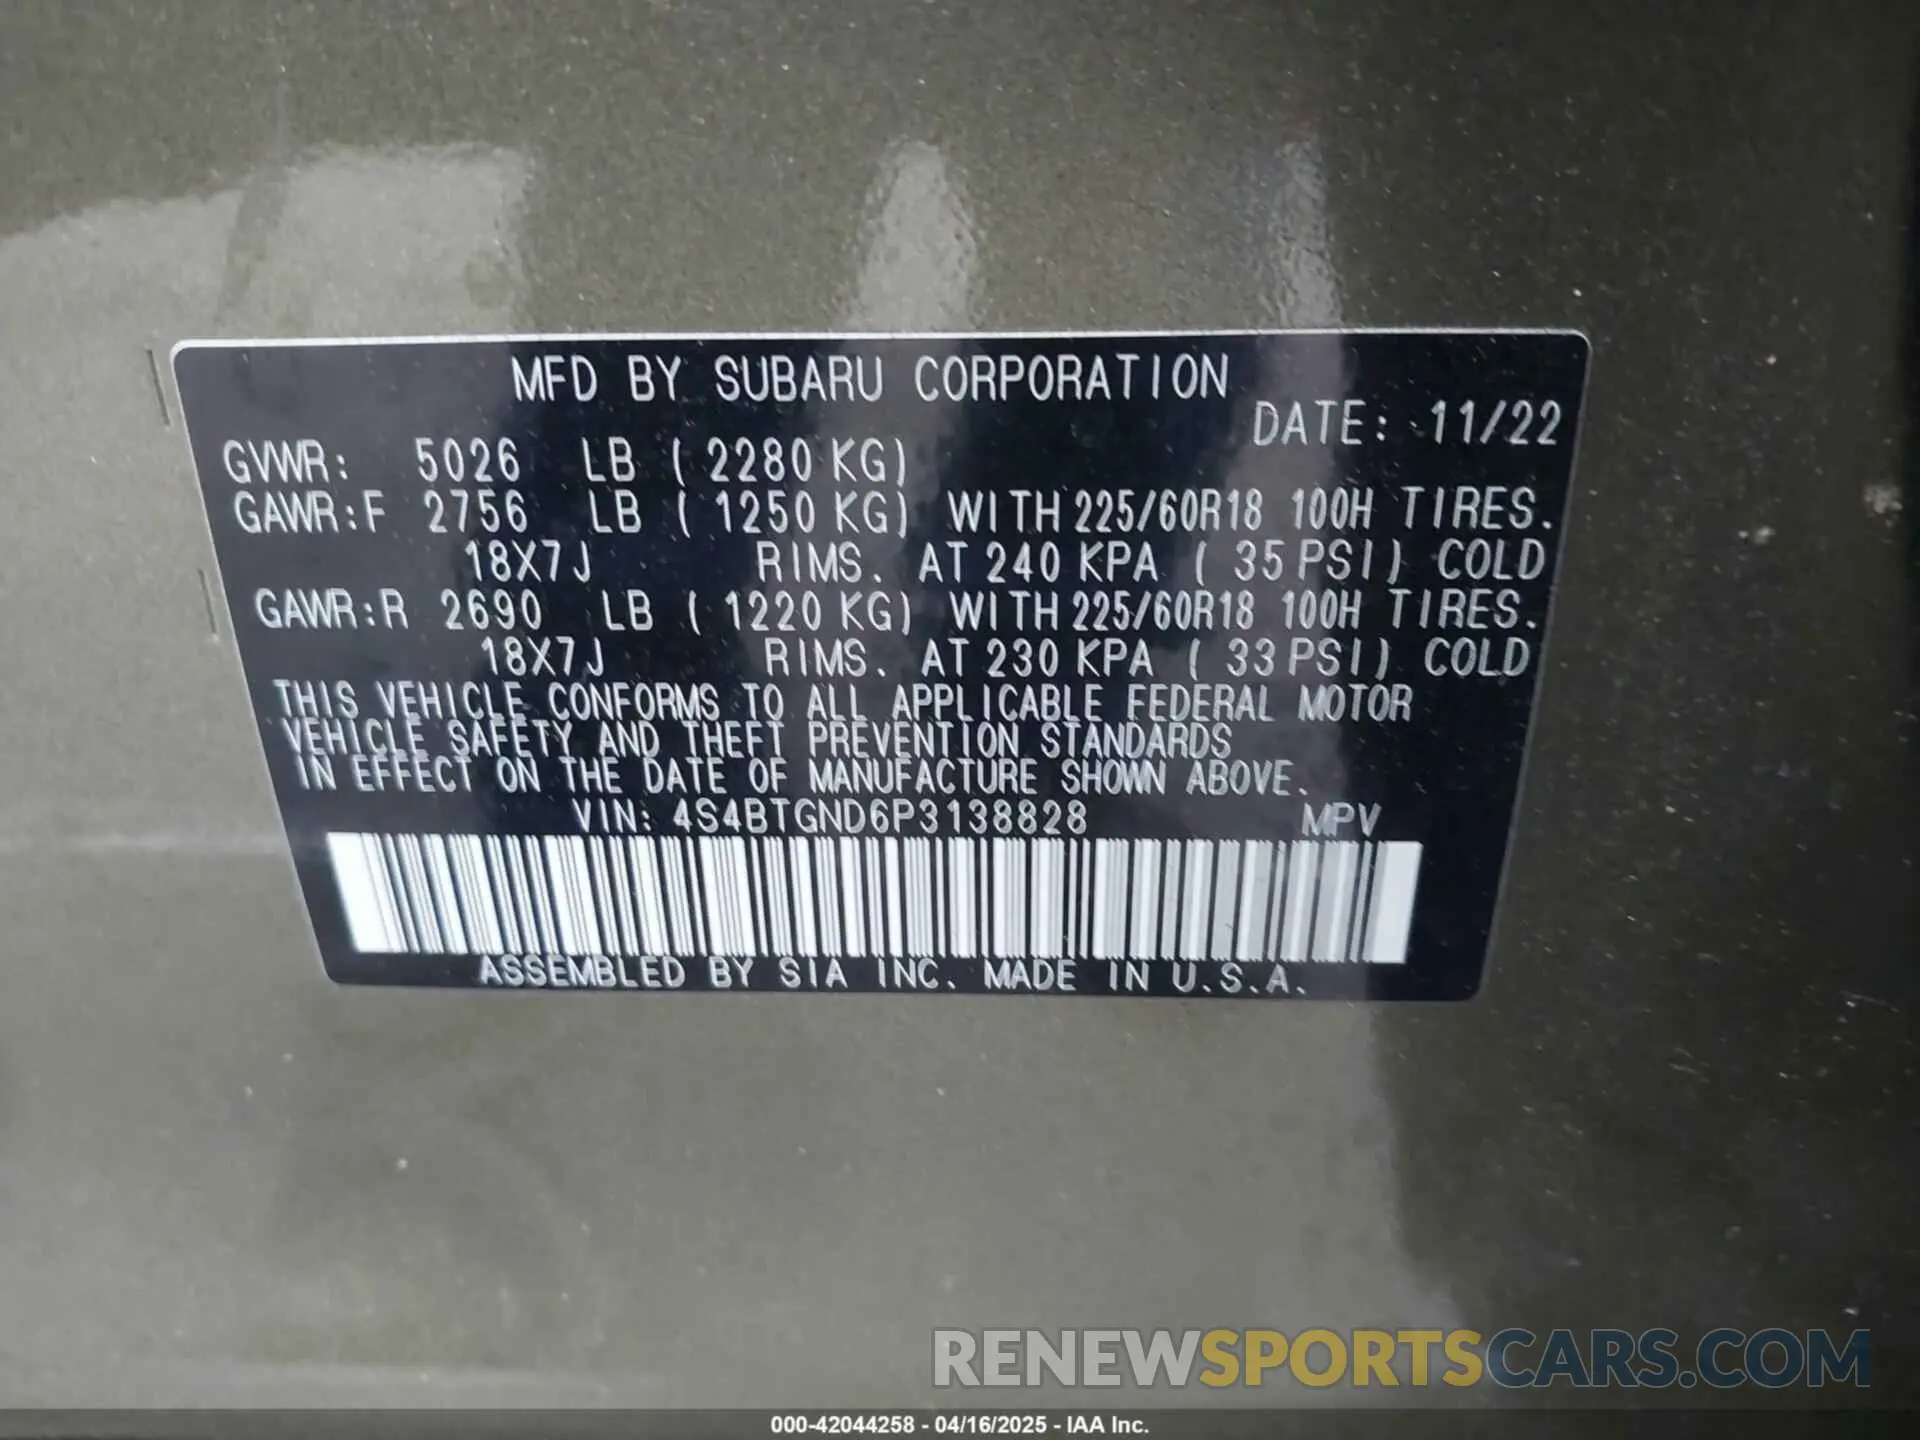 MFD BY SUBARU CORPORATION
DATE: 11/22
GVWR: 5026 LB ( 2280 KG)
GAWR:F 2756 LB ( 1250 KG) WITH 225/60R18 100H TIRES.
18X7J RIMS. AT 240 KPA ( 35 PSI) COLD
GAWR:R 2690 LB ( 1220 KG) WITH 225/60R18 100H TIRES.
18X7J RIMS. AT 230 KPA ( 33 PSI) COLD
THIS VEHICLE CONFORMS TO ALL APPLICABLE FEDERAL MOTOR
VEHICLE SAFETY AND THEFT PREVENTION STANDARDS
IN EFFECT ON THE DATE OF MANUFACTURE SHOWN ABOVE.
VIN: 4S4BTGND6P3138828 MPV
ASSEMBLED BY SIA INC. MADE IN U.S.A.
RENEWSPORTSCARS.COM
000-42044258 - 04/16/2025 - IAA Inc.